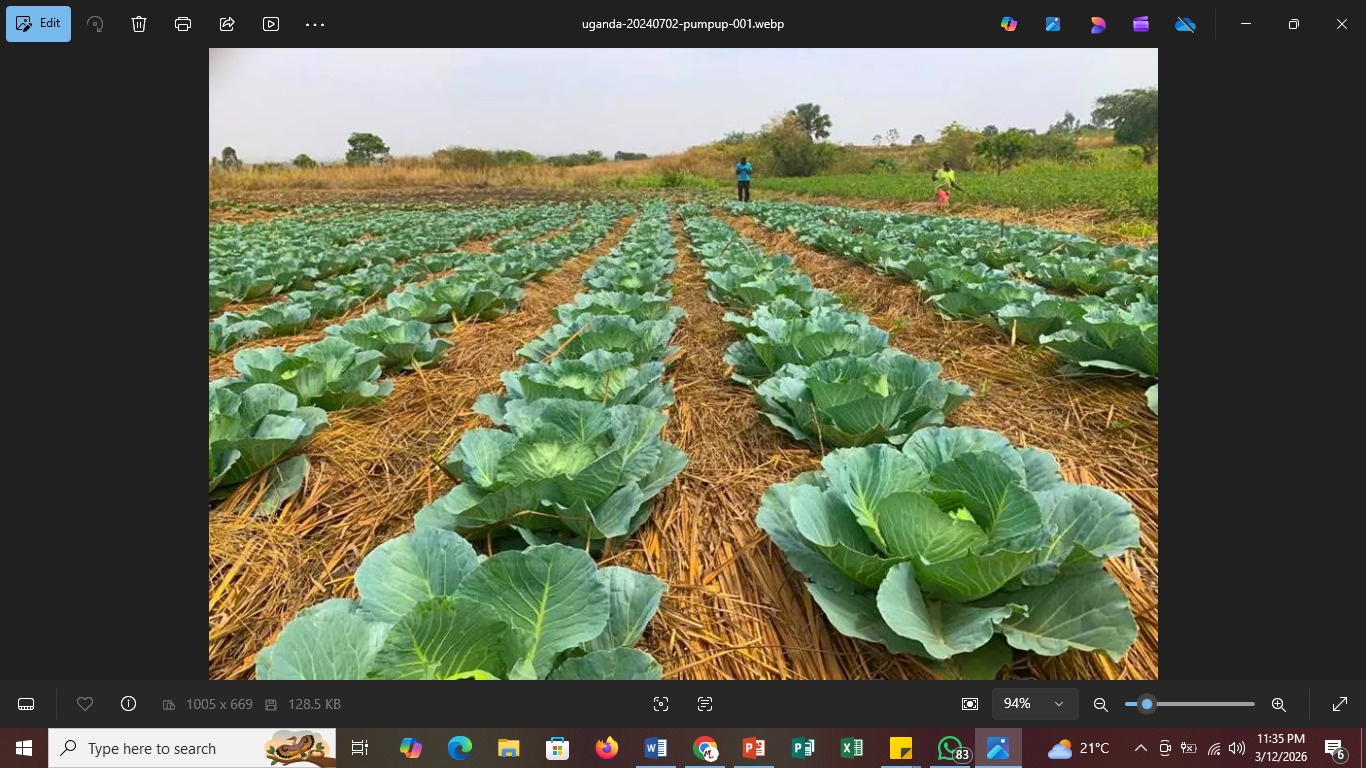 Edit
uganda-20240702-pumpup-001.webp
1005 x 669
128.5 KB
94%
Type here to search
83
21°C
11:35 PM
3/12/2026
6